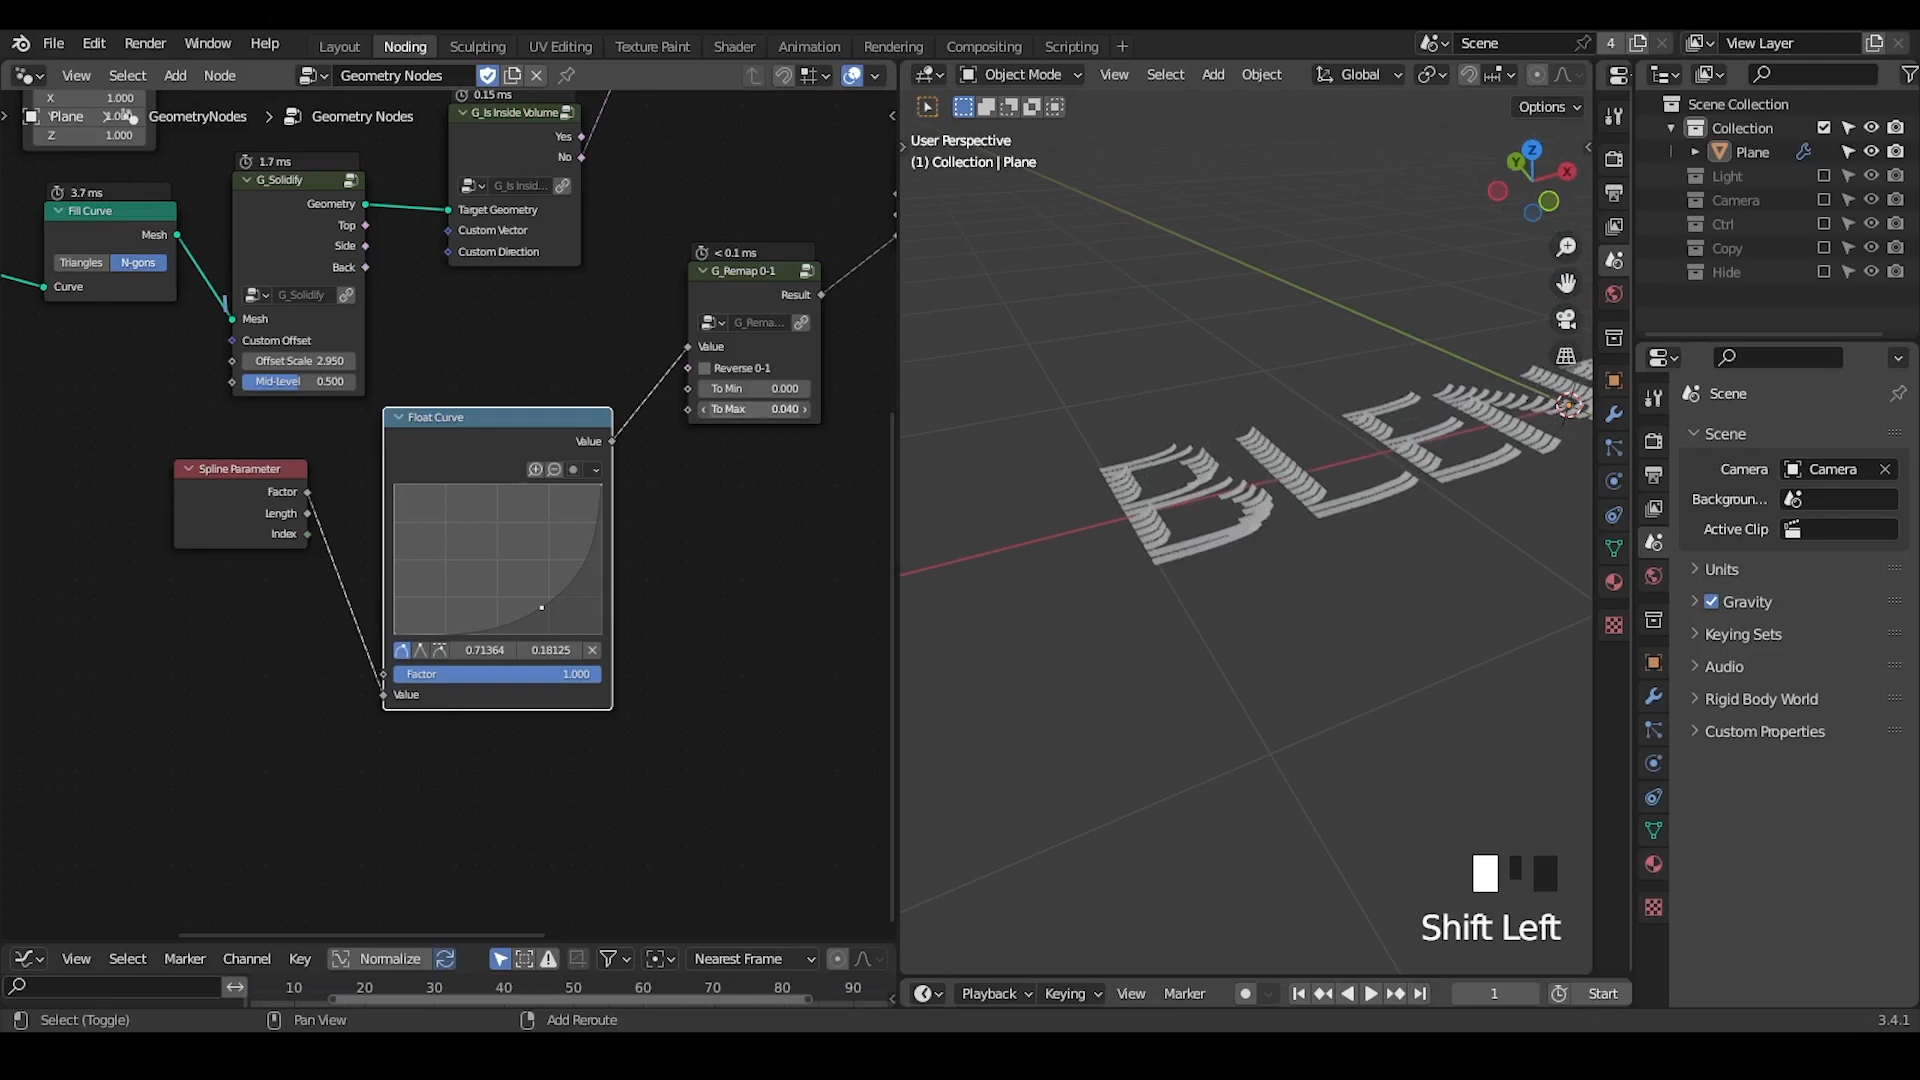 File Edit Render Window Help
Layout Noding Sculpting UV Editing Texture Paint Shader Animation Rendering Compositing Scripting
Scene 4 View Layer
View Select Add Node Geometry Nodes
Object Mode View Select Add Object Global
Options
X 1.000
Y 1.000
Z 1.000
Plane GeometryNodes > Geometry Nodes
0.15 ms
G_Is Inside Volume
Yes
No
G_Is Insid...
Target Geometry
Custom Vector
Custom Direction
1.7 ms
G_Solidify
Geometry
Top
Side
Back
G_Solidify
Mesh
Custom Offset
Offset Scale 2.950
Mid-Level 0.500
3.7 ms
Fill Curve
Mesh
Triangles N-gons
Curve
< 0.1 ms
G_Remap 0-1
Result
G_Rema...
Value
Reverse 0-1
To Min 0.000
To Max 0.040
Float Curve
Value
0.71364 0.18125
Factor 1.000
Value
Spline Parameter
Factor
Length
Index
User Perspective
(1) Collection | Plane
Z
Y
X
BLE
Shift Left
Scene Collection
Collection
Plane
Light
Camera
Ctrl
Copy
Hide
Scene
Scene
Camera Camera
Backgroun...
Active Clip
Units
Gravity
Keying Sets
Audio
Rigid Body World
Custom Properties
View Select Marker Channel Key Normalize Nearest Frame
10 20 30 40 50 60 70 80 90
Playback Keying View Marker 1 Start
Select (Toggle) Pan View Add Reroute 3.4.1